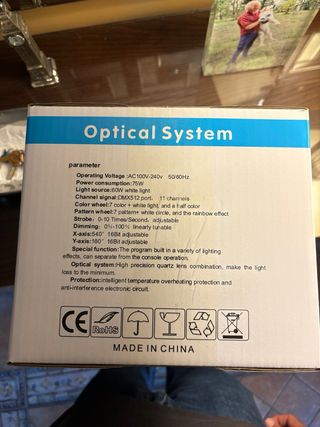 Optical System
parameter
Operating Voltage:AC100V-240v 50/60Hz
Power consumption:75W
Light source:60W white light
Channel signal:DMX512 port. 11 channels
Color wheel:7 color+ white light, and a half color
Pattern wheel:7 pattern+ white circle, and the rainbow effect
Strobe: 0-10 Times/Second, adjustable
Dimming: 0%-100% linearly tunable
X-axis:540° 16Bit adjustable
Y-axis:180° 16Bit adjustable
Special function:The program built in a variety of lighting
effects, can separate from the console operation.
Optical system:High precision quartz lens combination, make the light
loss to the minimum.
Protection:intelligent temperature overheating protection and
anti-interference electronic circuit.
CE RoHS
MADE IN CHINA